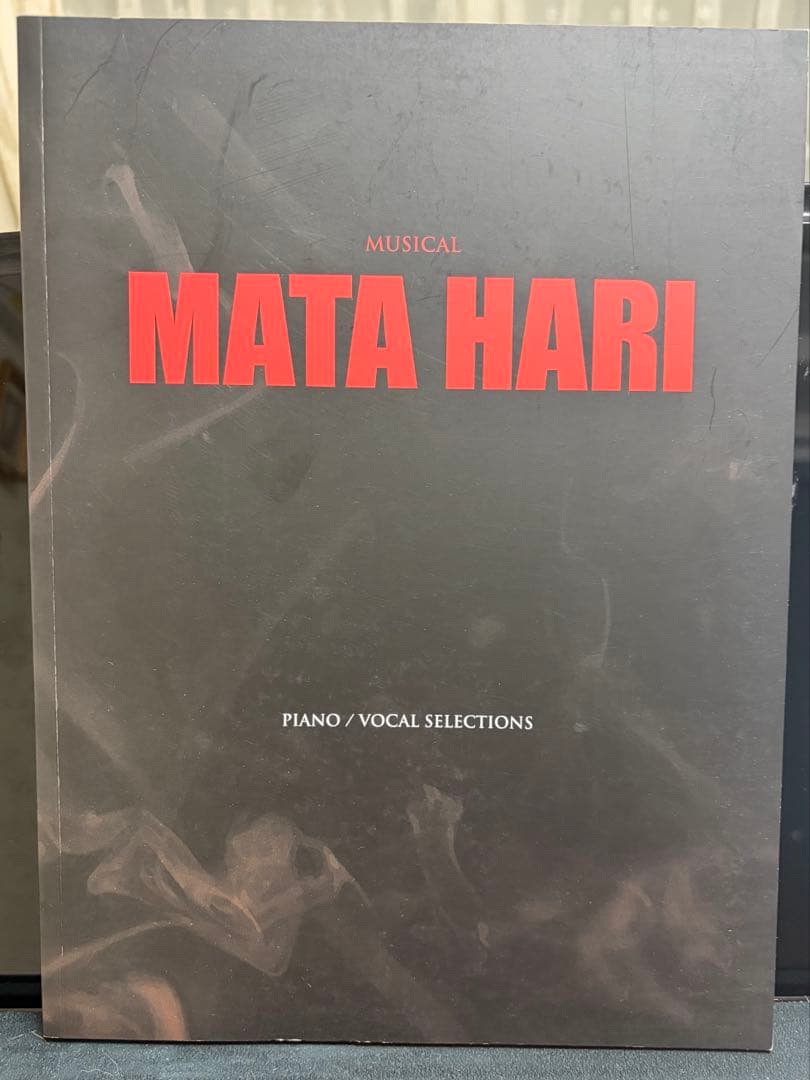 MUSICAL
MATA HARI
PIANO / VOCAL SELECTIONS